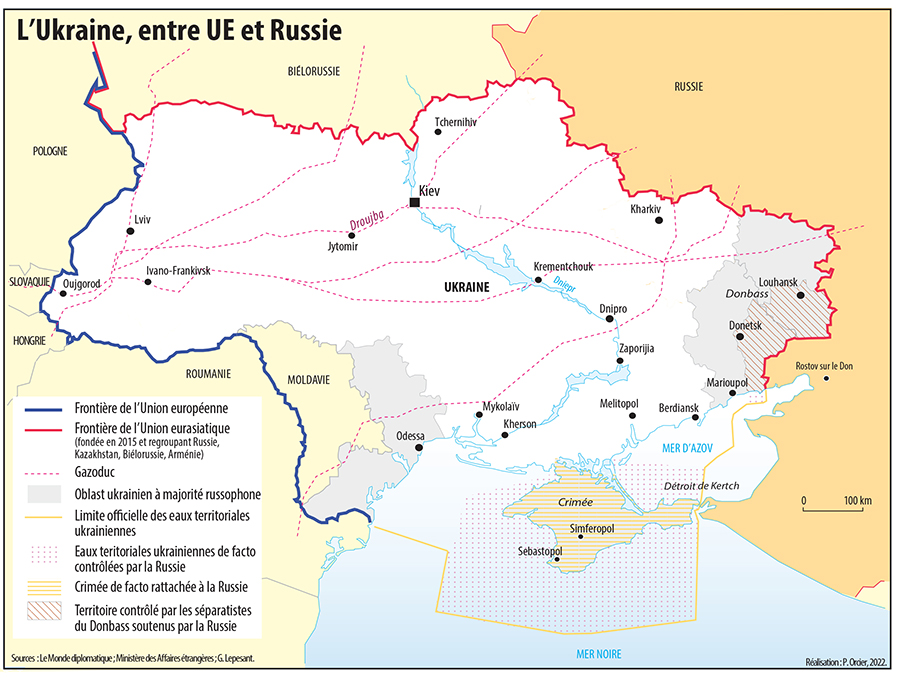 L'Ukraine, entre UE et Russie
BIÉLORUSSIE
RUSSIE
POLOGNE
Tchernihiv
Kiev
Lviv
Droujba
Jytomir
Kharkiv
SLOVAQUIE
Oujgorod
Ivano-Frankivsk
Krementchouk
UKRAINE
Dniepr
Louhansk
Donbass
Dnipro
Donetsk
HONGRIE
Zaporijia
ROUMANIE
MOLDAVIE
Rostov sur le Don
Marioupol
Mykolaïv
Melitopol
Berdiansk
Kherson
Odessa
MER D'AZOV
Détroit de Kertch
Crimée
Simferopol
Sebastopol
0 100 km
MER NOIRE
Frontière de l'Union européenne
Frontière de l'Union eurasiatique
(fondée en 2015 et regroupant Russie,
Kazakhstan, Biélorussie, Arménie)
Gazoduc
Oblast ukrainien à majorité russophone
Limite officielle des eaux territoriales
ukrainiennes
Eaux teritoriales ukrainiennes de facto
contrôlées par la Russie
Crimée de facto rattachée à la Russie
Territoire contrôlé par les séparatistes
du Donbass soutenus par la Russie
Sources : Le Monde diplomatique ; Ministère des Affaires étrangères ; G. Lepesant.
Réalisation : P. Orcier, 2022.